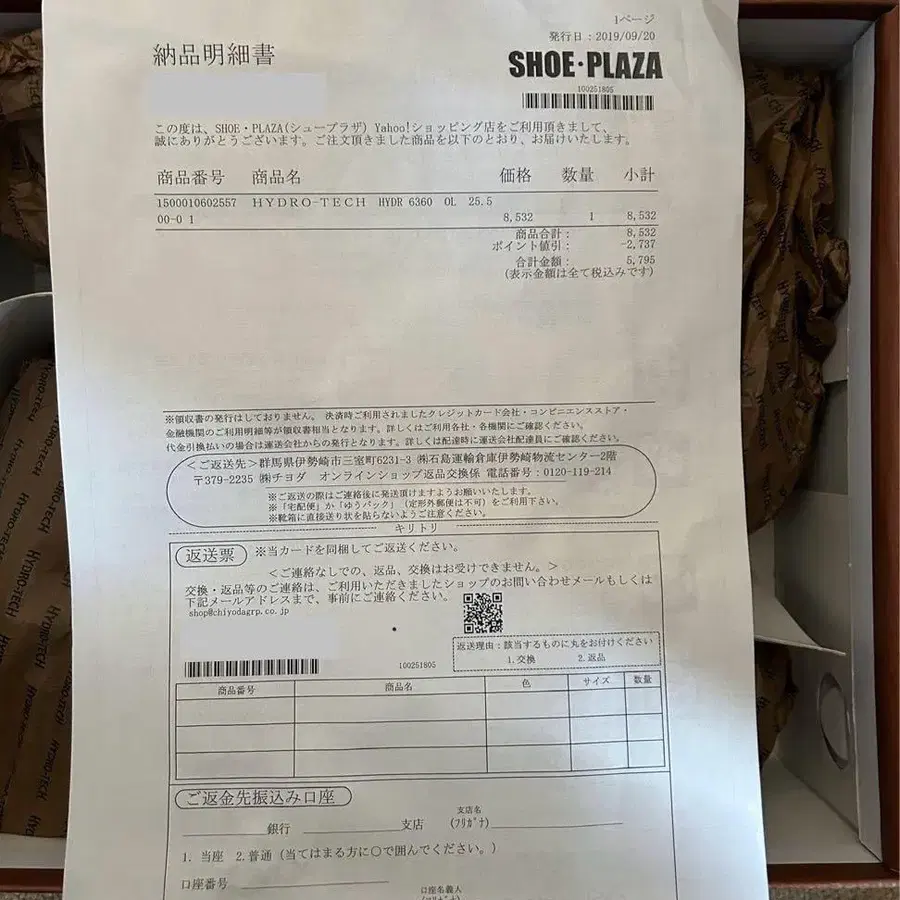 1ページ
発行日：2019/09/20
納品明細書
SHOE・PLAZA
100251805
この度は、SHOE・PLAZA(シュープラザ) Yahoo!ショッピング店をご利用頂きまして、
誠にありがとうございます。ご注文頂きました商品を以下のとおり、お届けいたします。
商品番号 商品名 価格 数量 小計
1500010602557 HYDRO-TECH HYDR 6360 OL 25.5
00-0 1 8,532 1 8,532
商品合計： 8,532
ポイント値引： -2,737
合計金額： 5,795
(表示金額は全て税込みです)
※領収書の発行はしておりません。 決済時ご利用されましたクレジットカード会社・コンビニエンスストア・
金融機関のご利用明細等が領収書相当となります。詳しくはご利用各社・各機関にご確認ください。
代金引換払いの場合は運送会社からの発行となります。詳しくは配達時に運送会社配達員にご確認ください。
＜ご返送先＞群馬県伊勢崎市三室町6231-3 ㈱石島運輸倉庫伊勢崎物流センター2階
〒379-2235 ㈱チヨダ オンラインショップ返品交換係 電話番号：0120-119-214
※ご返送の際はご連絡後に発送頂けますようお願いいたします。
※「宅配便」か「ゆうパック」（定形外郵便は不可）をご利用下さい。
※靴箱に直接送り状を貼らないようご注意ください。
キリトリ
返送票 ※当カードを同梱してご返送ください。
＜ご連絡なしでの、返品、交換はお受けできません。＞
交換・返品等のご連絡は、ご利用いただきましたショップのお問い合わせメールもしくは
下記メールアドレスまで、事前にご連絡ください。
shop@chiyodagrp.co.jp
返送理由：該当するものに丸をお付けください
1.交換 2.返品
100251805
商品番号 商品名 色 サイズ 数量
ご返金先振込み口座
支店名
銀行 支店 (ﾌﾘｶﾞﾅ)
1. 当座 2.普通（当てはまる方に○で囲んでください。）
口座番号
口座名義人
(ﾌﾘｶﾞﾅ)
HYDRO-TECH
HYDRO-TECH
HYDRO-TECH
HYDRO-TECH